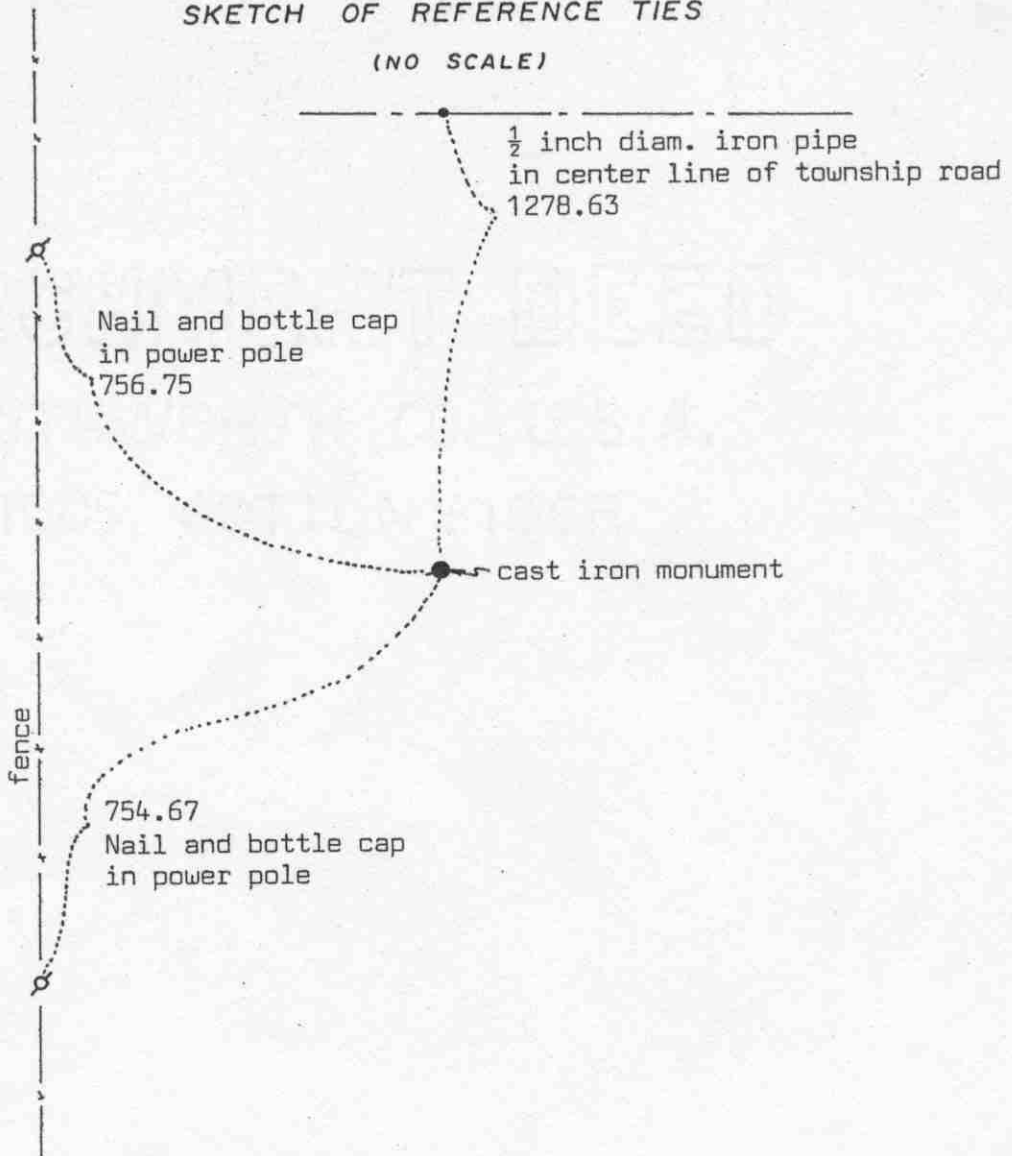 SKETCH OF REFERENCE TIES
(NO SCALE)
½ inch diam. iron pipe
in center line of township road
1278.63
Nail and bottle cap
in power pole
756.75
cast iron monument
fence
754.67
Nail and bottle cap
in power pole